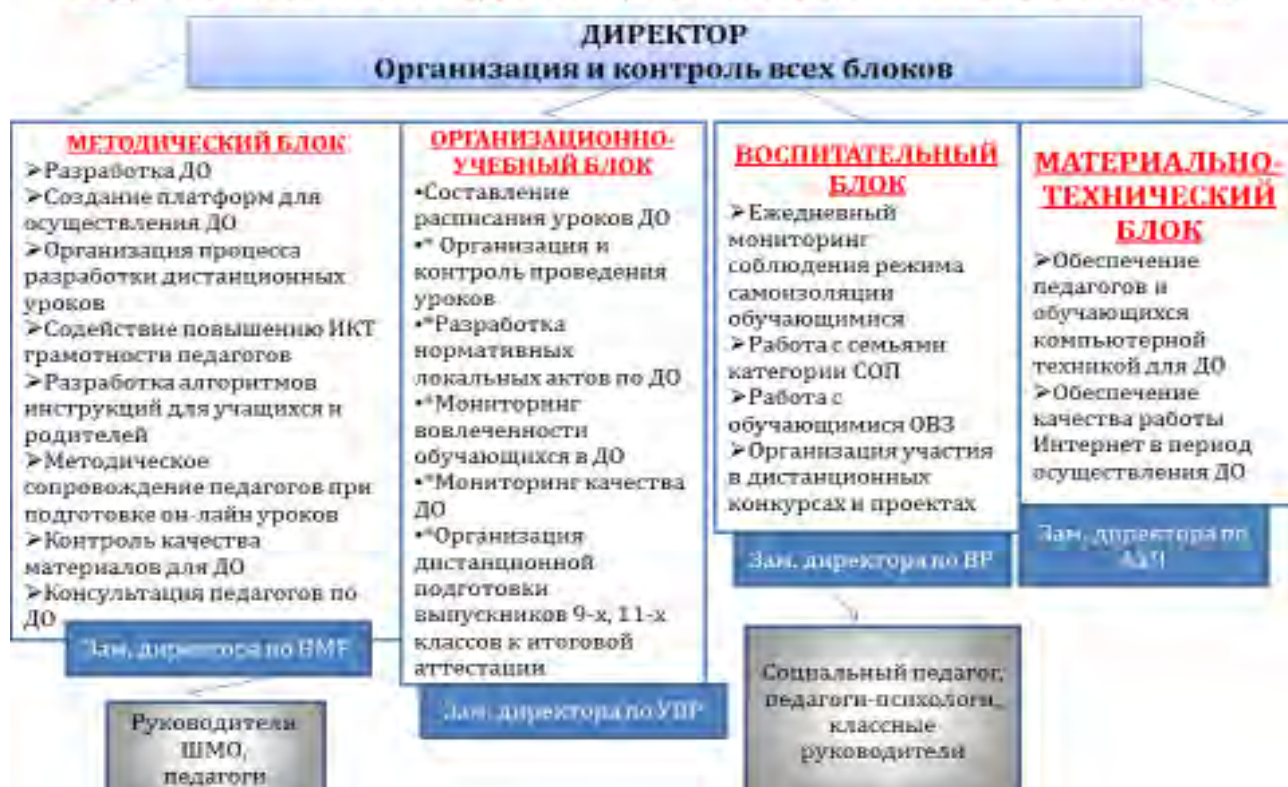 ДИРЕКТОР
Организация и контроль всех блоков
МЕТОДИЧЕСКИЙ БЛОК
➢Разработка ДО
➢Создание платформ для
осуществления ДО
➢Организация процесса
разработки дистанционных
уроков
➢Содействие повышению ИКТ
грамотности педагогов
➢Разработка алгоритмов
инструкций для учащихся и
родителей
➢Методическое
сопровождение педагогов при
подготовке он-лайн уроков
➢Контроль качества
материалов для ДО
➢Консультация педагогов по
ДО
Зам. директора по НМР
Руководители
ШМО,
педагоги
ОРГАНИЗАЦИОННО-
УЧЕБНЫЙ БЛОК
•Составление
расписания уроков ДО
•* Организация и
контроль проведения
уроков
•*Разработка
нормативных
локальных актов по ДО
•*Мониторинг
вовлеченности
обучающихся в ДО
•*Мониторинг качества
ДО
•*Организация
дистанционной
подготовки
выпускников 9-х, 11-х
классов к итоговой
аттестации
Зам. директора по УВР
ВОСПИТАТЕЛЬНЫЙ
БЛОК
➢Ежедневный
мониторинг
соблюдения режима
самоизоляции
обучающимися
➢Работа с семьями
категории СОП
➢Работа с
обучающимися ОВЗ
➢Организация участия
в дистанционных
конкурсах и проектах
Зам. директора по ВР
Социальный педагог,
педагоги-психологи,
классные
руководители
МАТЕРИАЛЬНО-
ТЕХНИЧЕСКИЙ
БЛОК
➢Обеспечение
педагогов и
обучающихся
компьютерной
техникой для ДО
➢Обеспечение
качества работы
Интернет в период
осуществления ДО
Зам. директора по
АХЧ